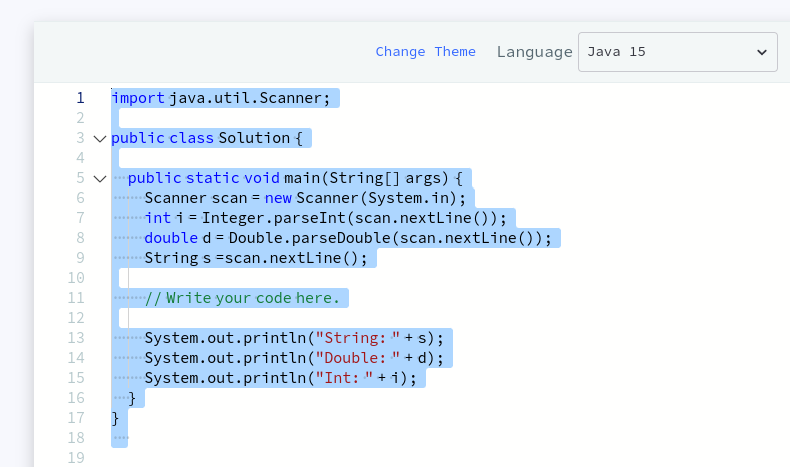 Change Theme Language Java 15
1 import java.util.Scanner;
2
3 public class Solution {
4
5 public static void main(String[] args) {
6 Scanner scan = new Scanner(System.in);
7 int i = Integer.parseInt(scan.nextLine());
8 double d = Double.parseDouble(scan.nextLine());
9 String s =scan.nextLine();
10
11 // Write your code here.
12
13 System.out.println("String: " + s);
14 System.out.println("Double: " + d);
15 System.out.println("Int: " + i);
16 }
17 }
18
19